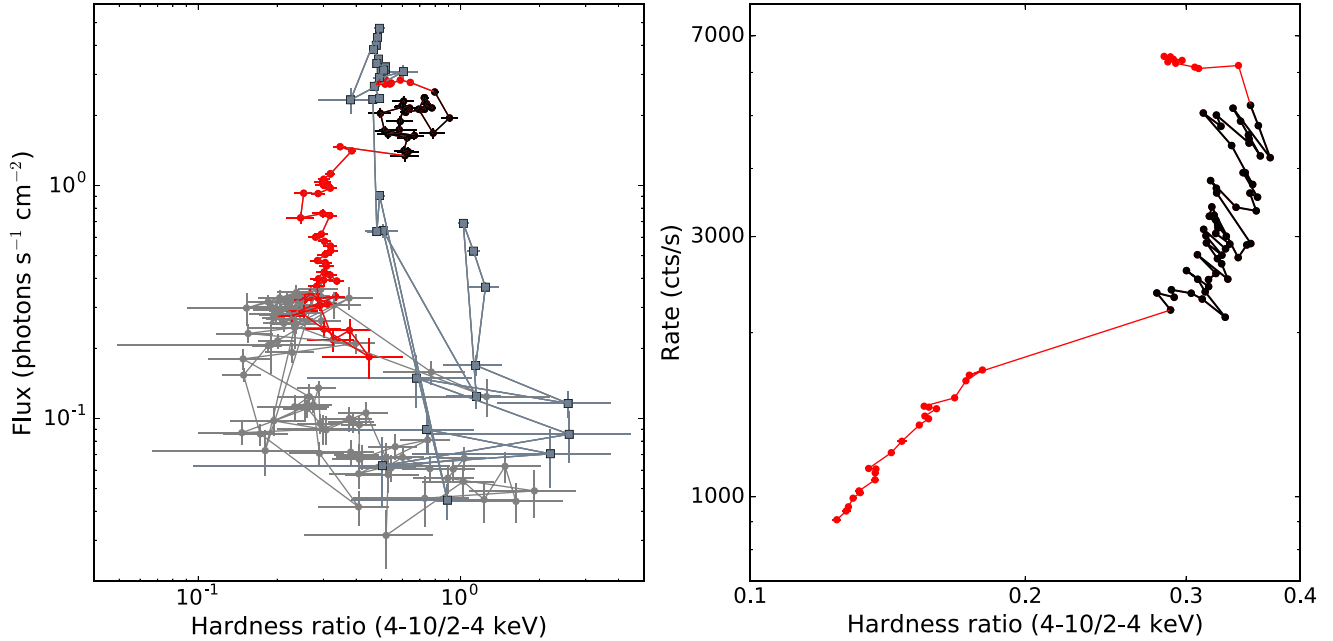 Flux (photons s⁻¹ cm⁻²)
10⁰
10⁻¹
10⁻¹
10⁰
Hardness ratio (4-10/2-4 keV)
Rate (cts/s)
7000
3000
1000
0.1
0.2
0.3
0.4
Hardness ratio (4-10/2-4 keV)